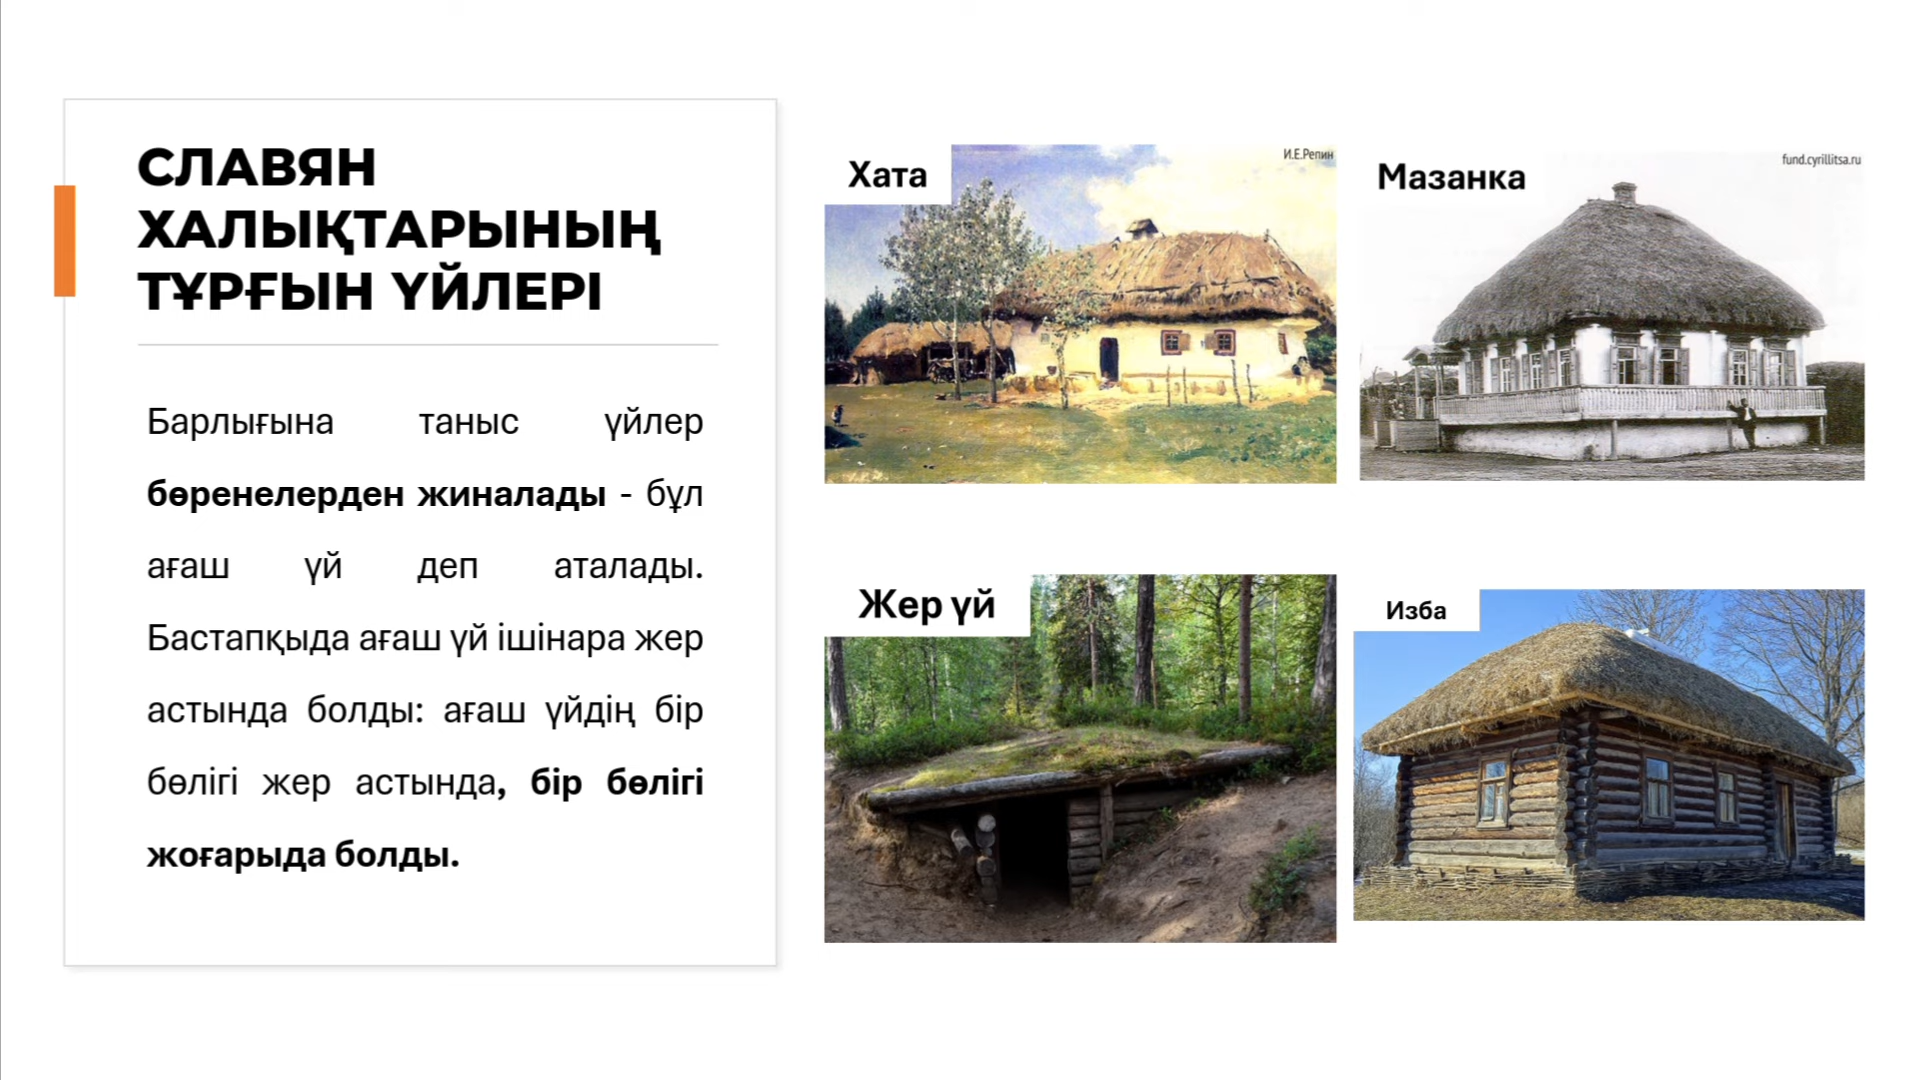 СЛАВЯН
ХАЛЫҚТАРЫНЫҢ
ТҰРҒЫН ҮЙЛЕРІ
Барлығына таныс үйлер
бөренелерден жиналады - бұл
ағаш үй деп аталады.
Бастапқыда ағаш үй ішінара жер
астында болды: ағаш үйдің бір
бөлігі жер астында, бір бөлігі
жоғарыда болды.
Хата
И.Е.Репин
Мазанка
fund.cyrillitsa.ru
Жер үй
Изба